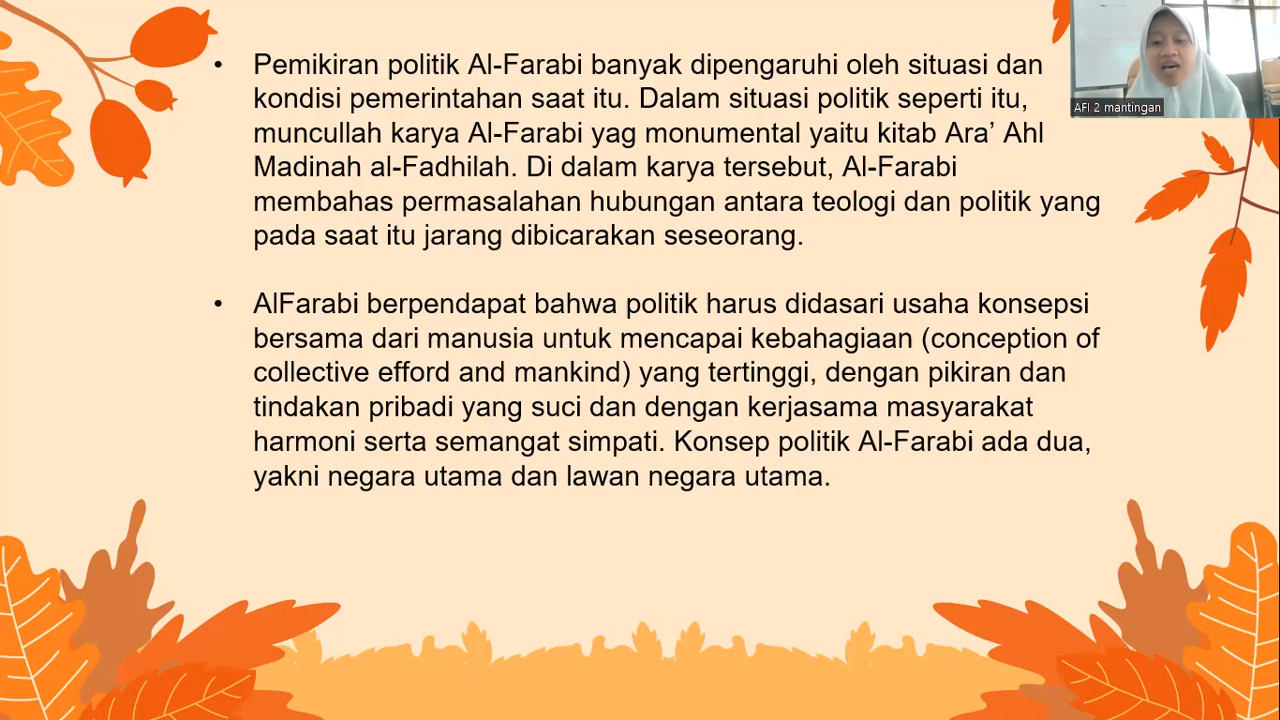 • Pemikiran politik Al-Farabi banyak dipengaruhi oleh situasi dan
kondisi pemerintahan saat itu. Dalam situasi politik seperti itu,
muncullah karya Al-Farabi yag monumental yaitu kitab Ara’ Ahl
Madinah al-Fadhilah. Di dalam karya tersebut, Al-Farabi
membahas permasalahan hubungan antara teologi dan politik yang
pada saat itu jarang dibicarakan seseorang.
• AlFarabi berpendapat bahwa politik harus didasari usaha konsepsi
bersama dari manusia untuk mencapai kebahagiaan (conception of
collective efford and mankind) yang tertinggi, dengan pikiran dan
tindakan pribadi yang suci dan dengan kerjasama masyarakat
harmoni serta semangat simpati. Konsep politik Al-Farabi ada dua,
yakni negara utama dan lawan negara utama.
AFI 2 mantingan